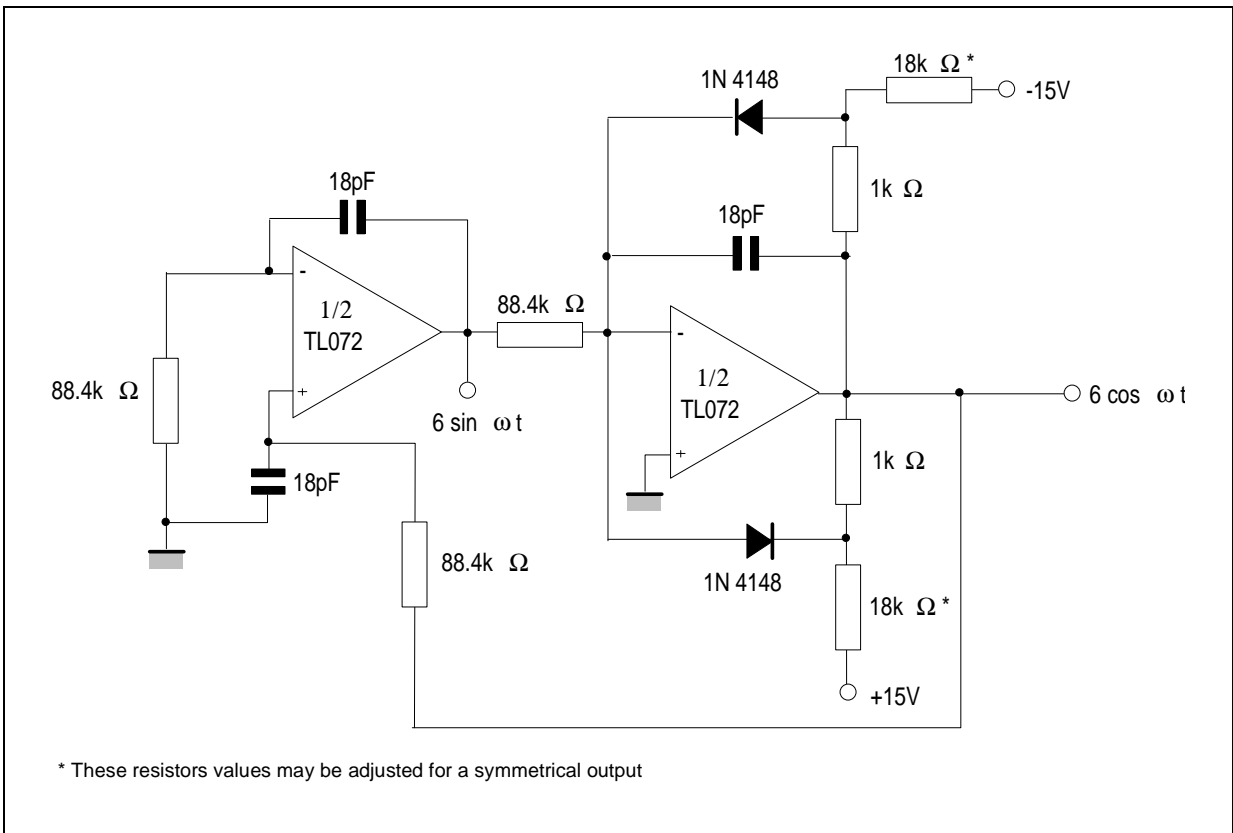 18k Ω *
1N 4148
-15V
1k Ω
18pF
18pF
-
1/2
TL072
+
88.4k Ω
88.4k Ω
6 sin ω t
-
1/2
TL072
+
6 cos ω t
1k Ω
18pF
88.4k Ω
1N 4148
18k Ω *
+15V
* These resistors values may be adjusted for a symmetrical output